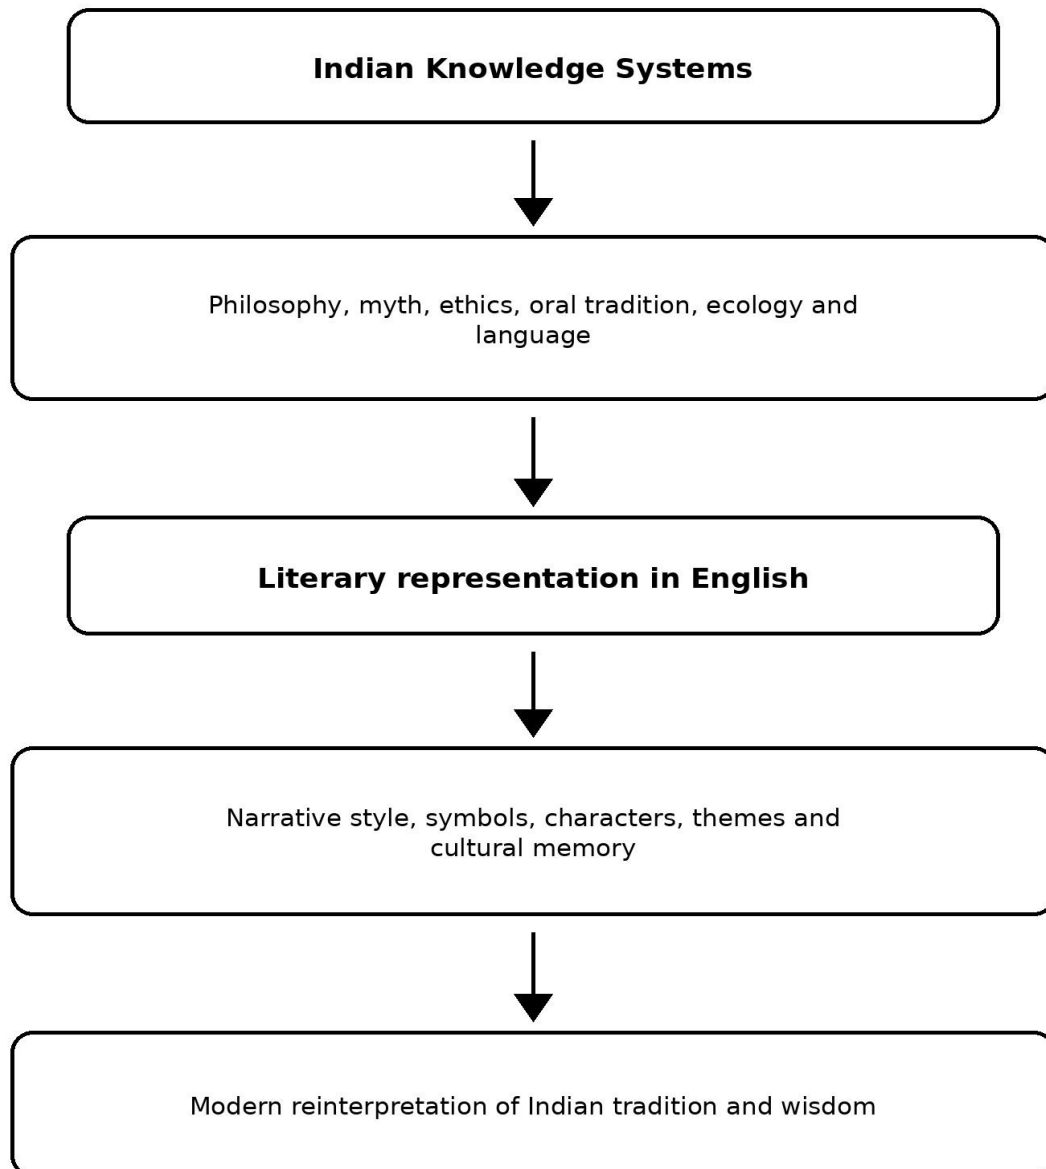 Indian Knowledge Systems
Philosophy, myth, ethics, oral tradition, ecology and
language
Literary representation in English
Narrative style, symbols, characters, themes and
cultural memory
Modern reinterpretation of Indian tradition and wisdom